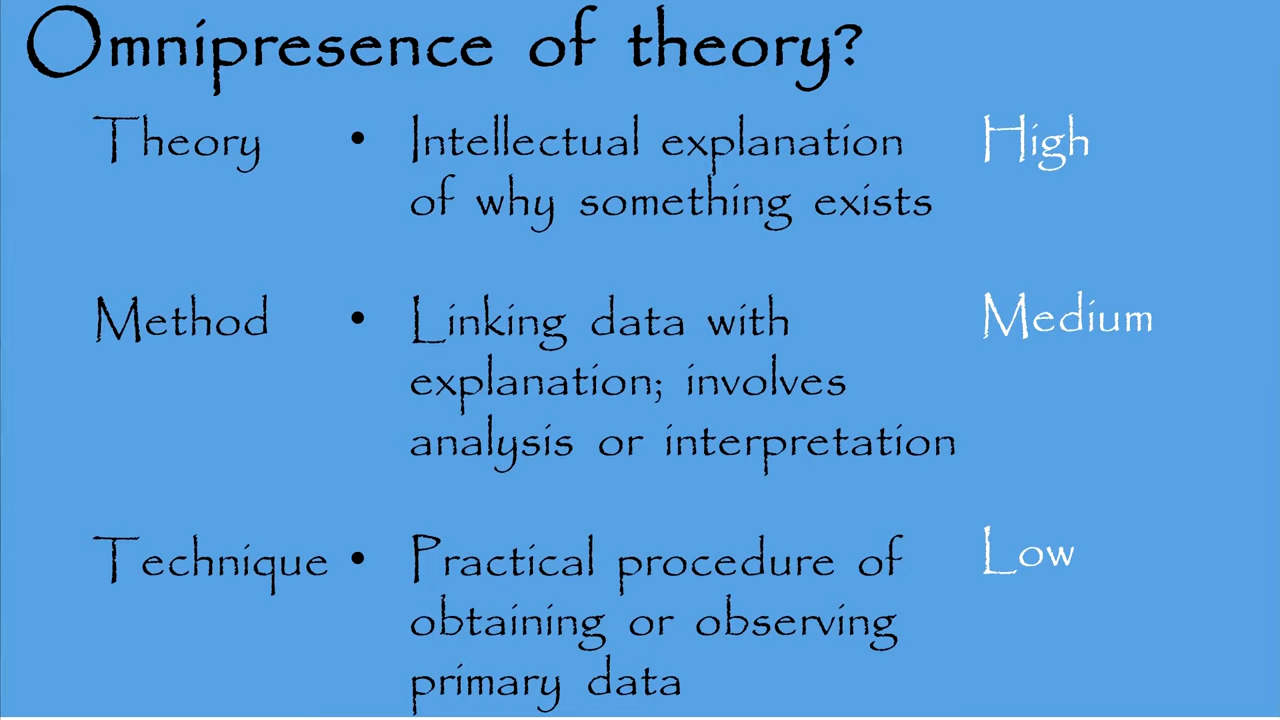 Omnipresence of theory?
Theory • Intellectual explanation High
of why something exists
Method • Linking data with Medium
explanation; involves
analysis or interpretation
Technique • Practical procedure of Low
obtaining or observing
primary data